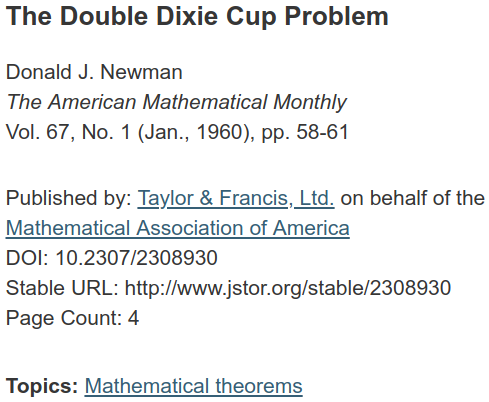 The Double Dixie Cup Problem
Donald J. Newman
The American Mathematical Monthly
Vol. 67, No. 1 (Jan., 1960), pp. 58-61
Published by: Taylor & Francis, Ltd. on behalf of the
Mathematical Association of America
DOI: 10.2307/2308930
Stable URL: http://www.jstor.org/stable/2308930
Page Count: 4
Topics: Mathematical theorems